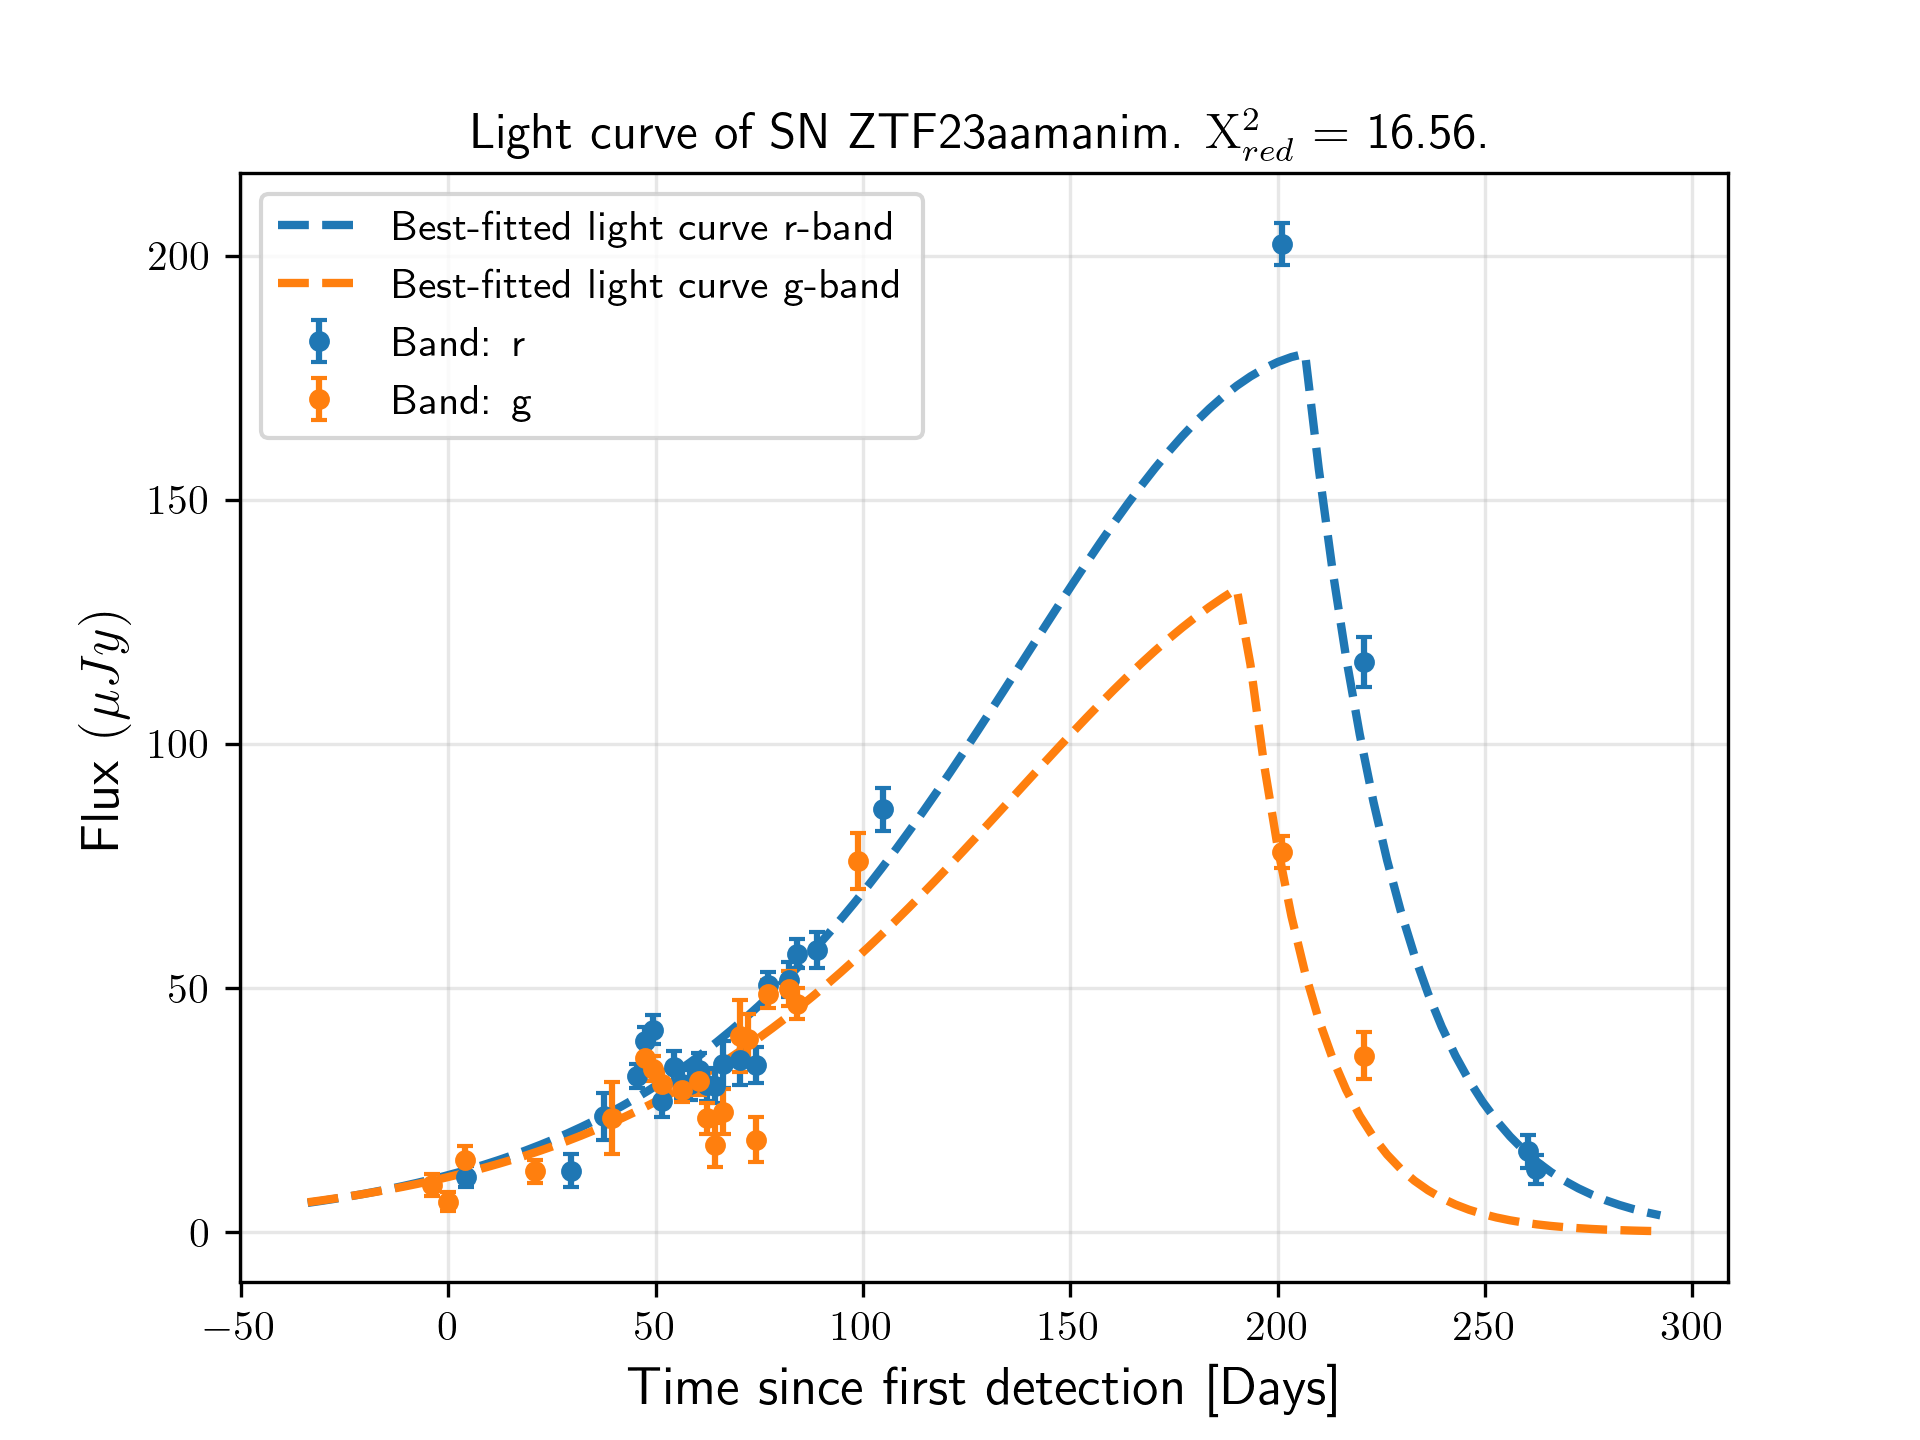 Light curve of SN ZTF23aamanim. X²red = 16.56.
Best-fitted light curve r-band
Best-fitted light curve g-band
Band: r
Band: g
Flux (μJy)
200
150
100
50
0
−50 0 50 100 150 200 250 300
Time since first detection [Days]